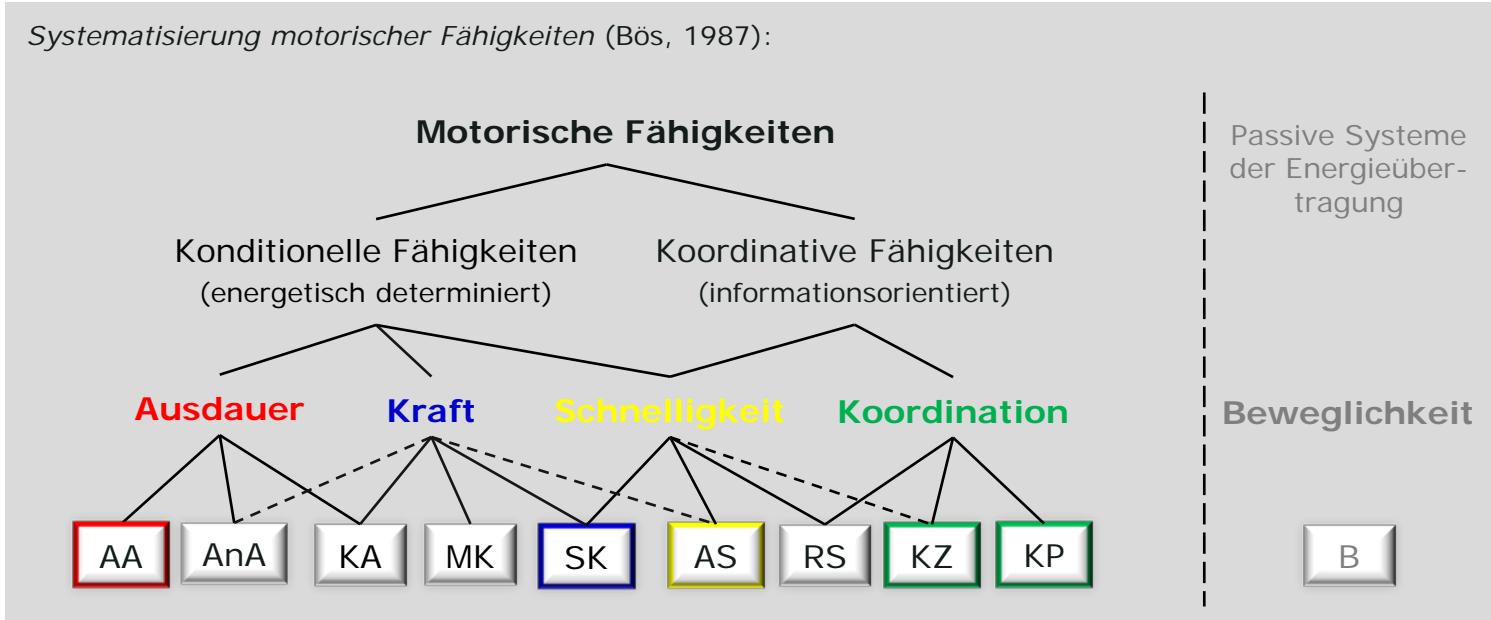 Systematisierung motorischer Fähigkeiten (Bös, 1987):
Motorische Fähigkeiten
Passive Systeme
der Energieüber-
tragung
Konditionelle Fähigkeiten
(energetisch determiniert)
Koordinative Fähigkeiten
(informationsorientiert)
Ausdauer
Kraft
Schnelligkeit
Koordination
Beweglichkeit
AA
AnA
KA
MK
SK
AS
RS
KZ
KP
B